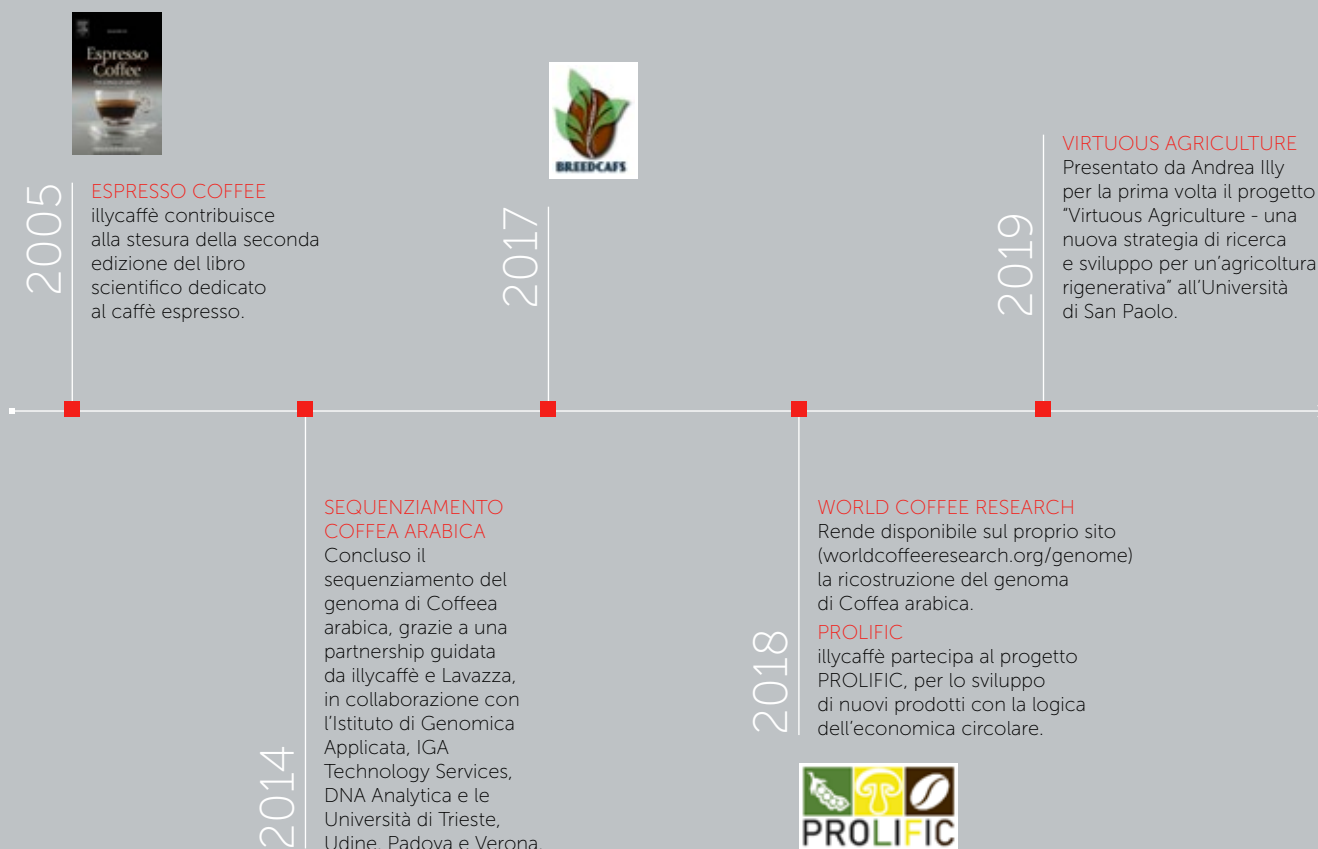 Espresso
Coffee
2005
ESPRESSO COFFEE
illycaffè contribuisce
alla stesura della seconda
edizione del libro
scientifico dedicato
al caffè espresso.
2014
SEQUENZIAMENTO
COFFEA ARABICA
Concluso il
sequenziamento del
genoma di Coffeea
arabica, grazie a una
partnership guidata
da illycaffè e Lavazza,
in collaborazione con
l'Istituto di Genomica
Applicata, IGA
Technology Services,
DNA Analytica e le
Università di Trieste,
Udine, Padova e Verona.
BREEDCAFS
2017
2018
WORLD COFFEE RESEARCH
Rende disponibile sul proprio sito
(worldcoffeeresearch.org/genome)
la ricostruzione del genoma
di Coffea arabica.
PROLIFIC
illycaffè partecipa al progetto
PROLIFIC, per lo sviluppo
di nuovi prodotti con la logica
dell'economica circolare.
PROLIFIC
2019
VIRTUOUS AGRICULTURE
Presentato da Andrea Illy
per la prima volta il progetto
"Virtuous Agriculture - una
nuova strategia di ricerca
e sviluppo per un'agricoltura
rigenerativa" all'Università
di San Paolo.